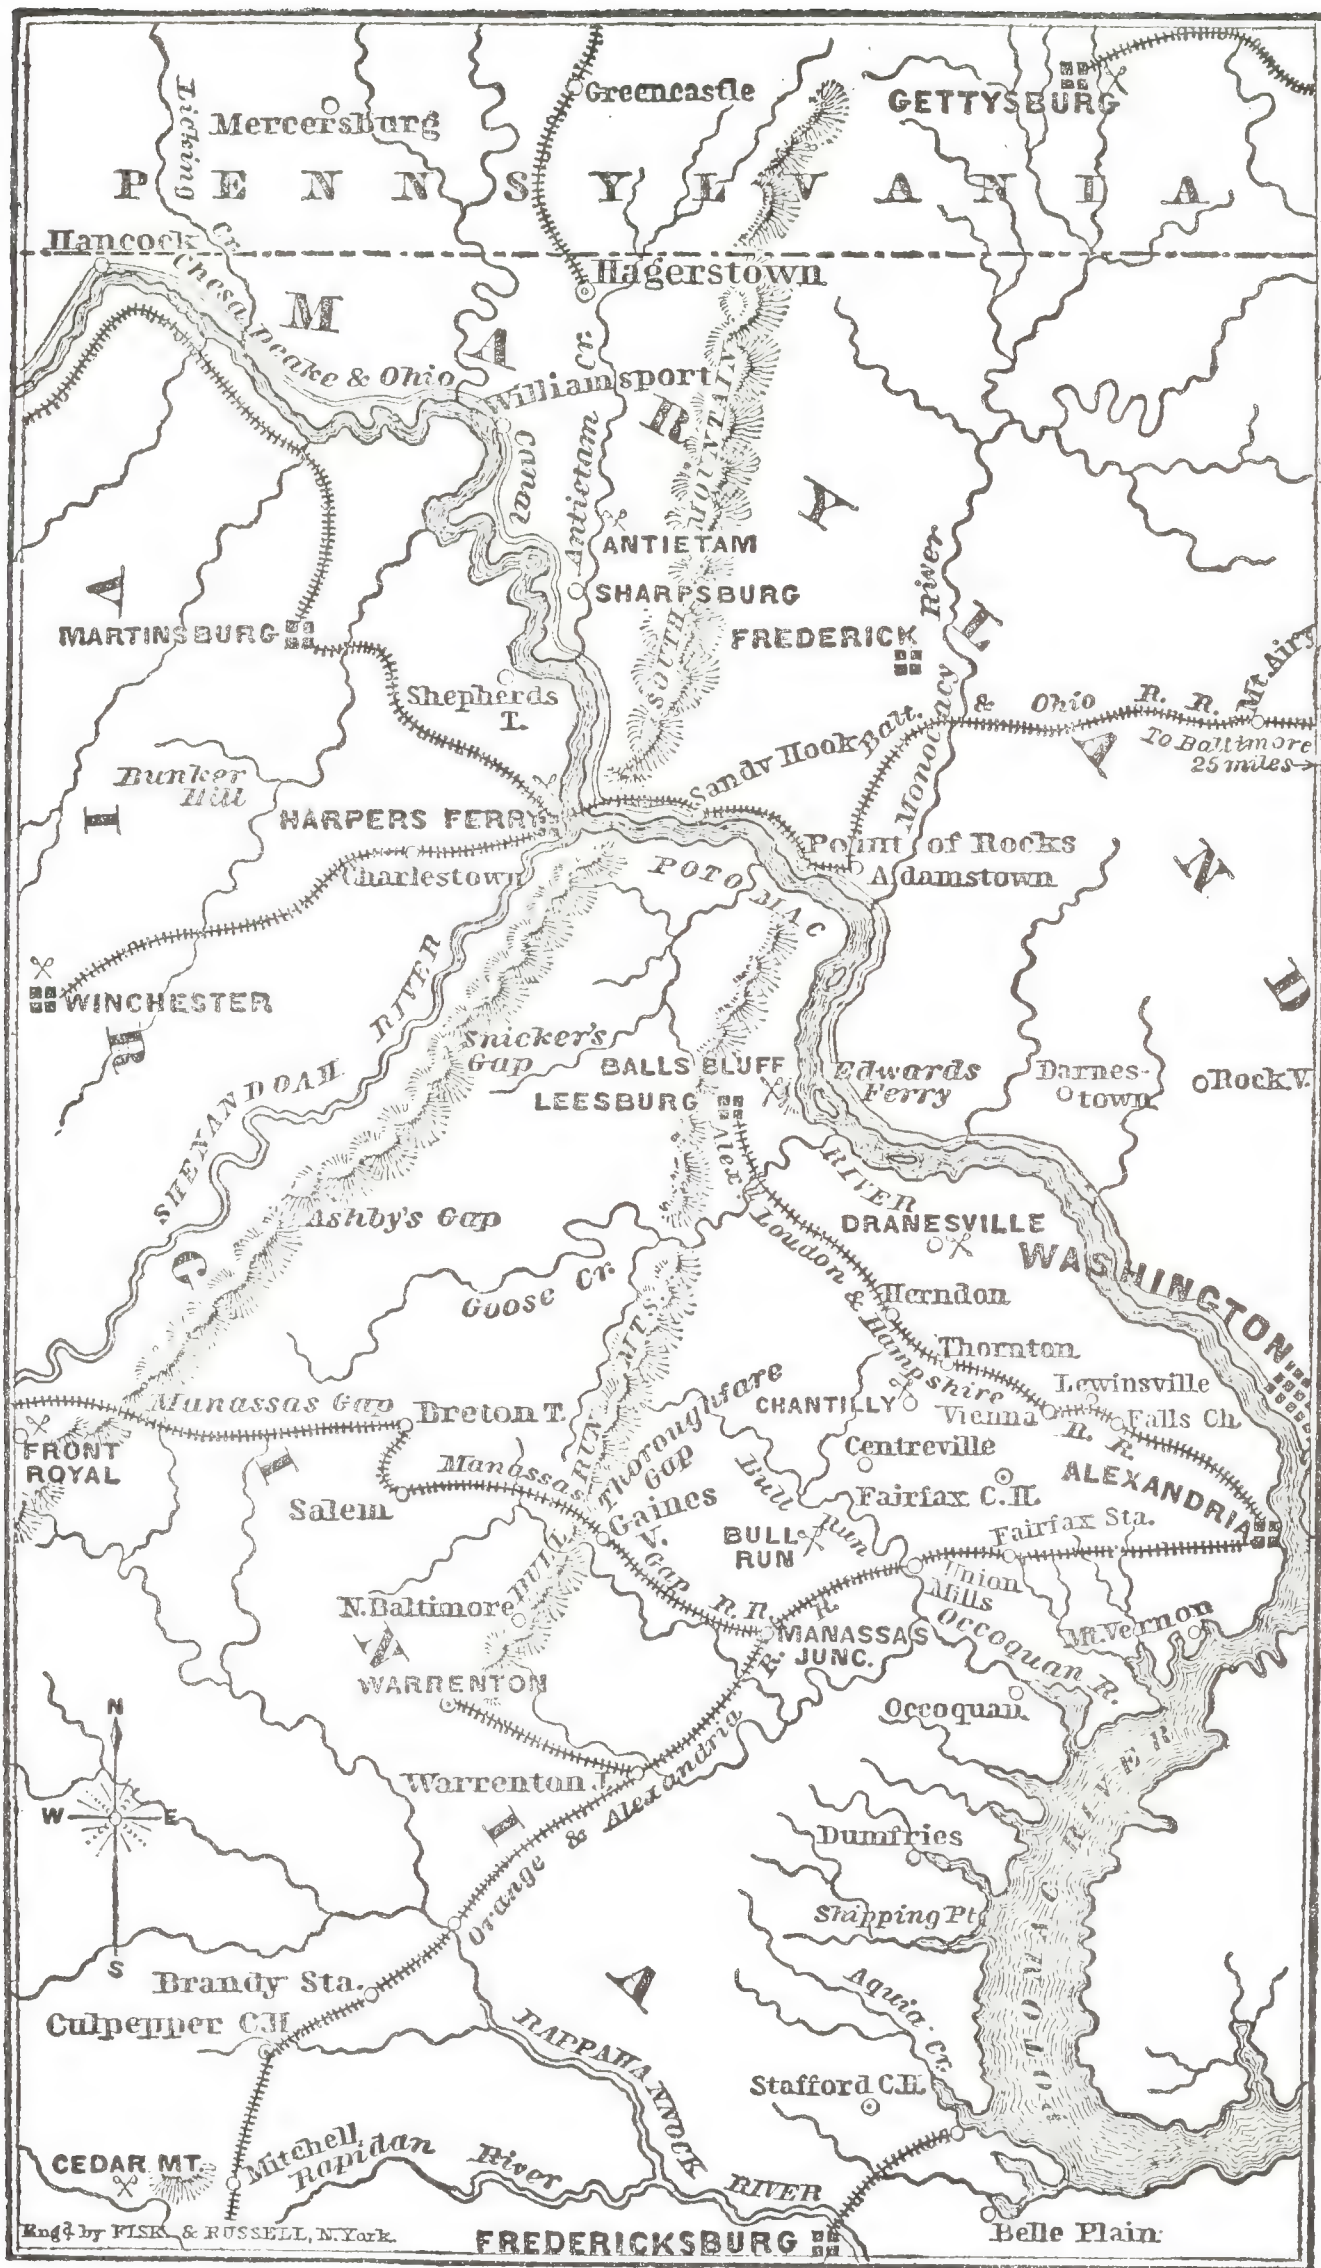 Greencastle
GETTYSBURG
Licking Cr.
Mercersburg
PENNSYLVANIA
Hancock
Hagerstown
Chesapeake & Ohio Canal
MARYLAND
Williamsport
Antietam Cr.
SOUTH MOUNTAIN
ANTIETAM
SHARPSBURG
MARTINSBURG
FREDERICK
Monocacy River
Mt. Airy
Shepherds
T.
Balt. & Ohio R. R.
To Baltimore
25 miles
Sandy Hook
Bunker
Hill
HARPERS FERRY
Point of Rocks
Charlestown
Adamstown
POTOMAC
RIVER
WINCHESTER
SHENANDOAH RIVER
Snicker's
Gap
BALLS BLUFF
Edwards
Ferry
Darnes-
town
Rock V.
LEESBURG
Alex. Loudon & Hampshire R. R.
Ashby's Gap
DRANESVILLE
WASHINGTON
Goose Cr.
Herndon
Thornton
Lewinsville
Manassas Gap
Breton T.
Thoroughfare
Gap
CHANTILLY
Vienna
Falls Ch.
FRONT
ROYAL
Centreville
Manassas Gap R. R.
BULL RUN MTS.
Salem
Gaines
V.
Bull Run
Fairfax C.H.
ALEXANDRIA
BULL
RUN
Fairfax Sta.
Union
Mills
N. Baltimore
MANASSAS
JUNC.
OCCOQUAN R.
Mt. Vernon
WARRENTON
Occoquan
Warrenton J.
Orange & Alexandria R. R.
VIRGINIA
N
W E
S
Dumfries
Shipping Pt.
POTOMAC RIVER
Brandy Sta.
Culpepper C.H.
Aquia Cr.
RAPPAHANNOCK RIVER
Stafford C.H.
CEDAR MT.
Mitchell
Rapidan River
Belle Plain
FREDERICKSBURG
Engd. by FISK & RUSSELL, N. York.